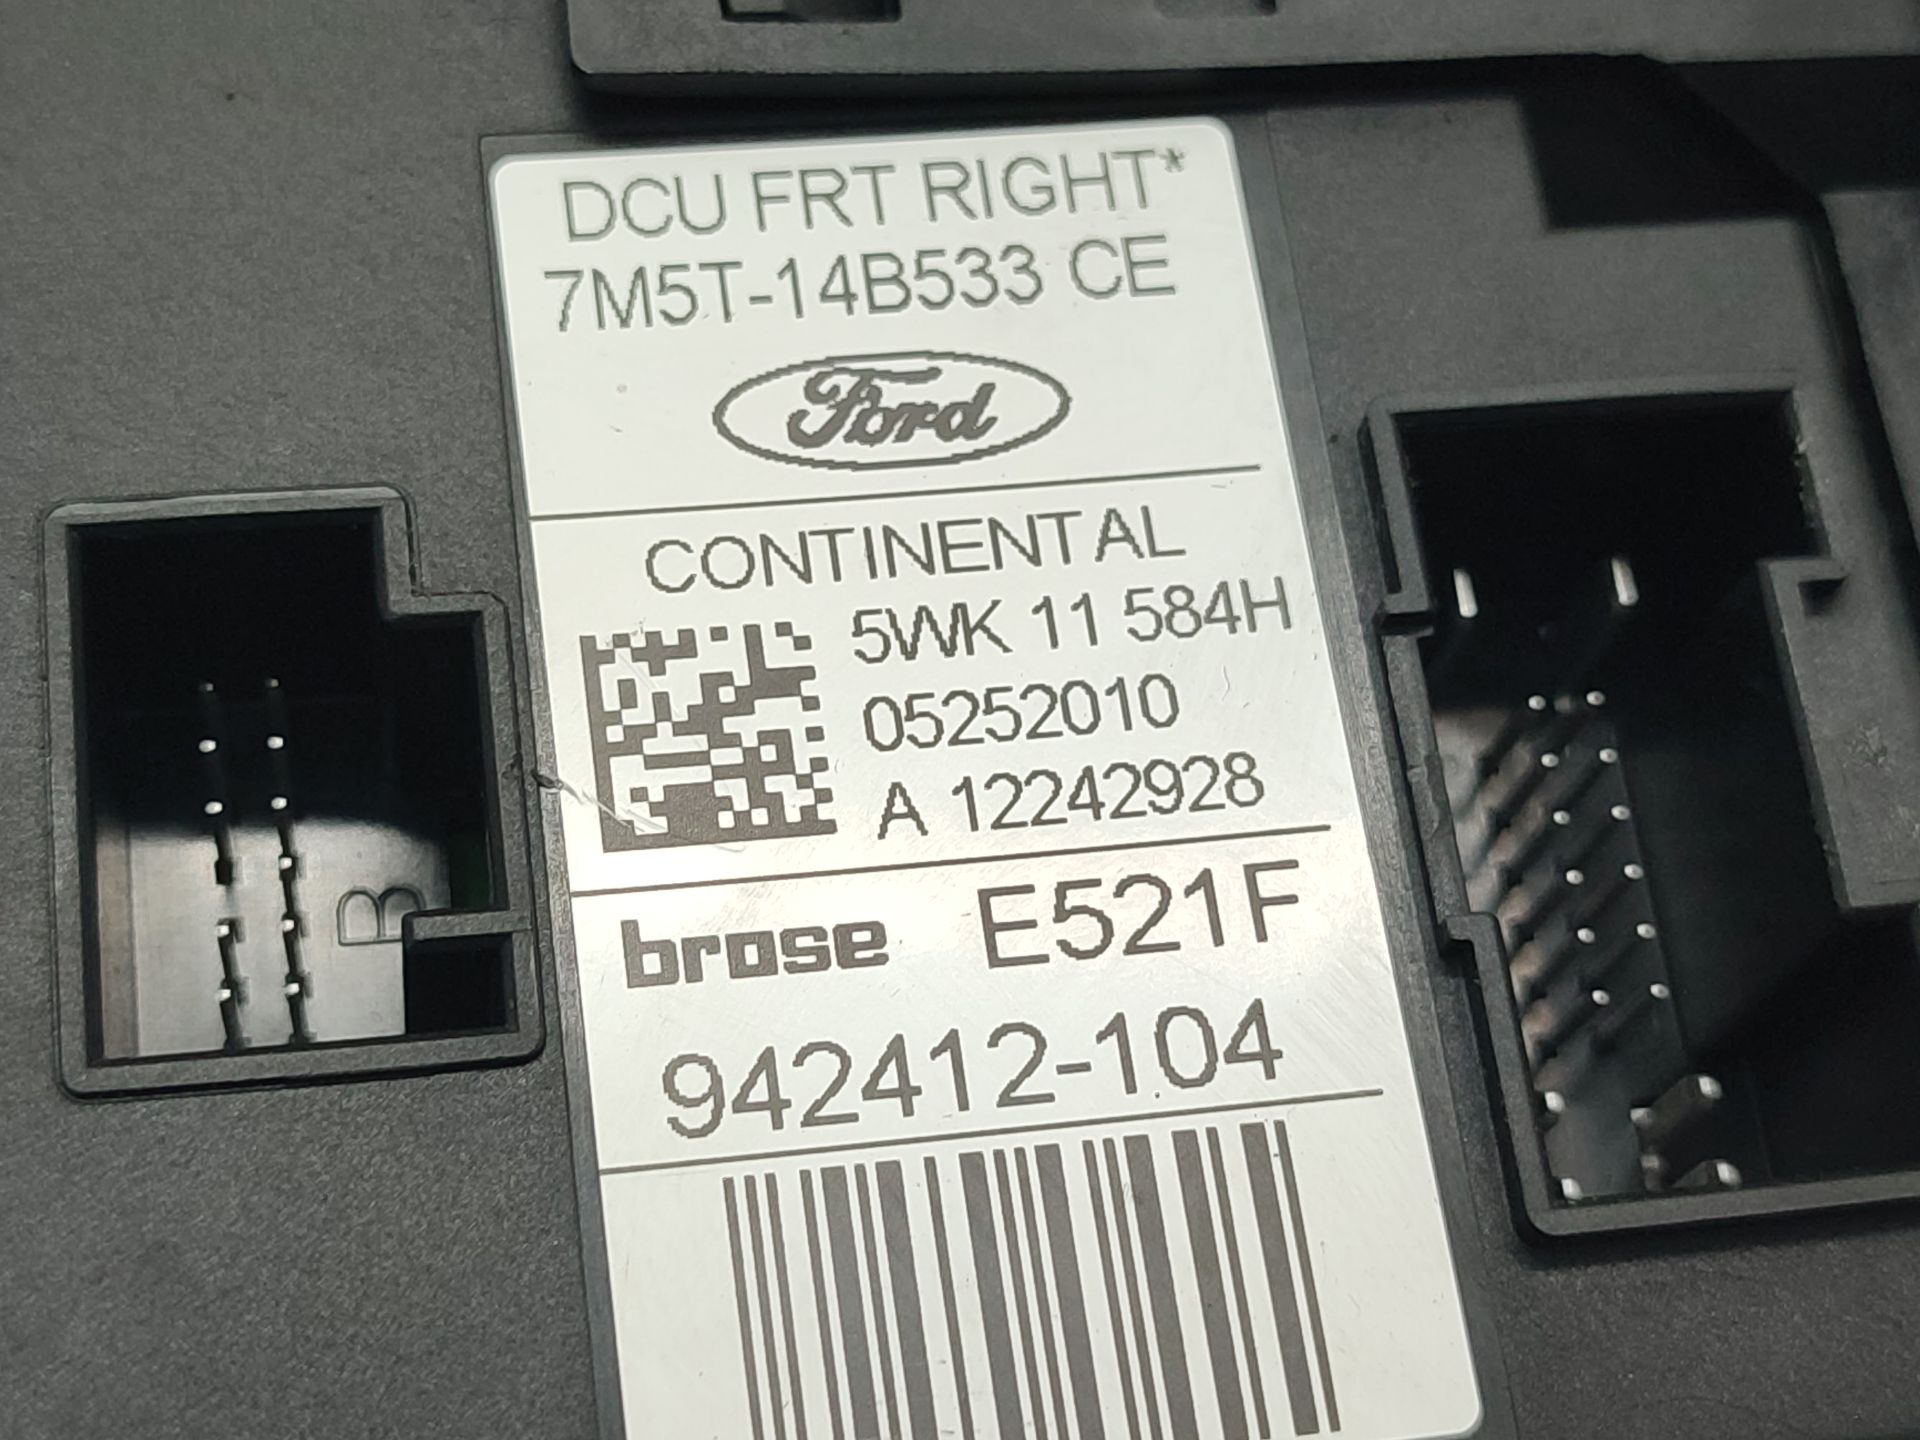 DCU FRT RIGHT*
7M5T-14B533 CE
Ford
CONTINENTAL
5WK 11 584H
05252010
A 12242928
brose E521F
942412-104
B